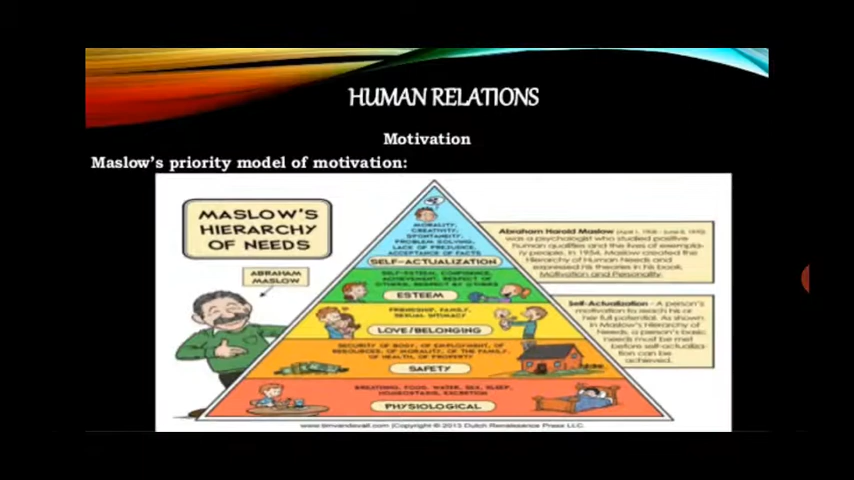 HUMAN RELATIONS
Motivation
Maslow's priority model of motivation:
MASLOW'S
HIERARCHY
OF NEEDS
ABRAHAM
MASLOW
MORALITY,
CREATIVITY,
SPONTANEITY,
PROBLEM SOLVING,
LACK OF PREJUDICE,
ACCEPTANCE OF FACTS
SELF-ACTUALIZATION
SELF-ESTEEM, CONFIDENCE,
ACHIEVEMENT, RESPECT OF
OTHERS, RESPECT BY OTHERS
ESTEEM
FRIENDSHIP, FAMILY,
SEXUAL INTIMACY
LOVE/BELONGING
SECURITY OF BODY, OF EMPLOYMENT, OF
RESOURCES, OF MORALITY, OF THE FAMILY,
OF HEALTH, OF PROPERTY
SAFETY
BREATHING, FOOD, WATER, SEX, SLEEP,
HOMEOSTASIS, EXCRETION
PHYSIOLOGICAL
Abraham Harold Maslow (April 1, 1908 - June 8, 1970)
was a psychologist who studied positive
human qualities and the lives of exempla-
ry people. In 1954, Maslow created the
Hierarchy of Human Needs and
expressed his theories in his book,
Motivation and Personality.
Self-Actualization - A person's
motivation to reach his or
her full potential. As shown
in Maslow's Hierarchy of
Needs, a person's basic
needs must be met
before self-actualiza-
tion can be
achieved.
www.timvandevall.com | Copyright © 2013 Dutch Renaissance Press LLC.